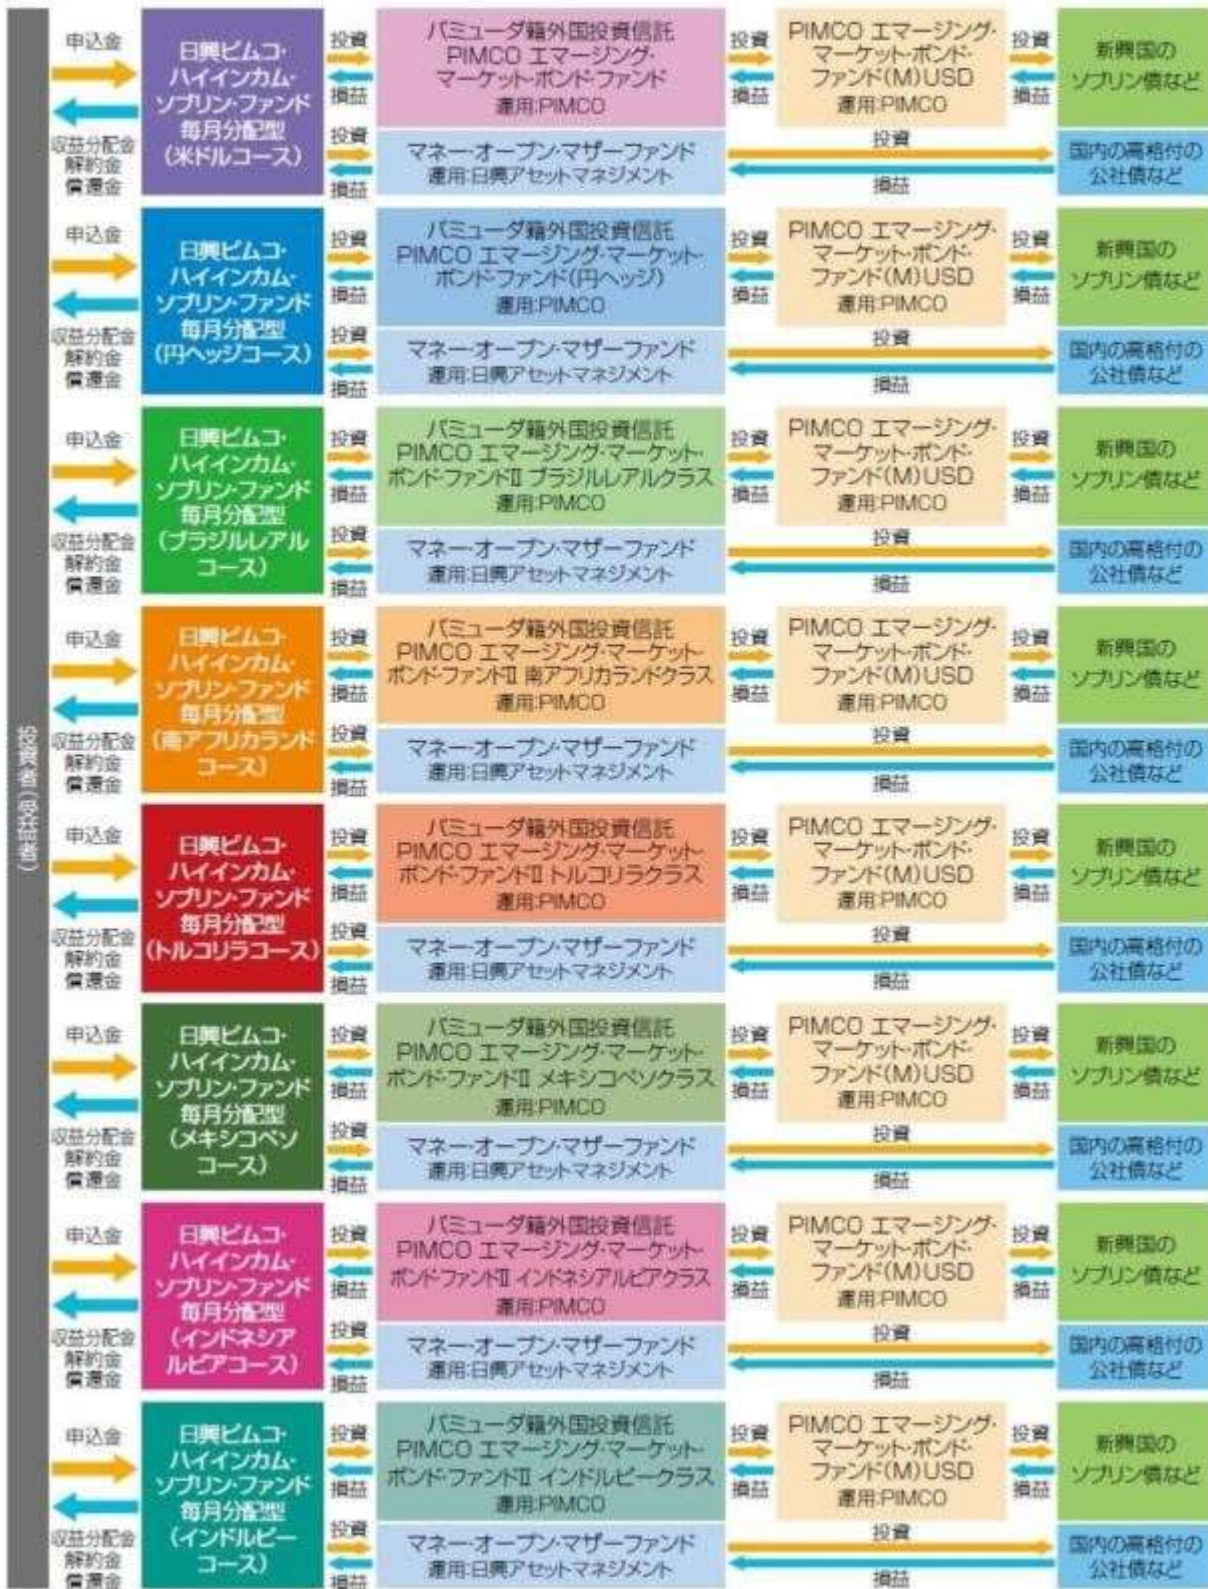 投資者(受益者)
申込金
収益分配金
解約金
償還金
日興ピムコ・
ハイインカム・
ソブリン・ファンド
毎月分配型
(米ドルコース)
投資
損益
投資
損益
バミューダ籍外国投資信託
PIMCO エマージング・
マーケット・ボンド・ファンド
運用:PIMCO
マネー・オープン・マザーファンド
運用:日興アセットマネジメント
投資
損益
PIMCO エマージング・
マーケット・ボンド・
ファンド(M)USD
運用:PIMCO
投資
損益
投資
損益
新興国の
ソブリン債など
国内の高格付の
公社債など
申込金
収益分配金
解約金
償還金
日興ピムコ・
ハイインカム・
ソブリン・ファンド
毎月分配型
(円ヘッジコース)
投資
損益
投資
損益
バミューダ籍外国投資信託
PIMCO エマージング・マーケット・
ボンド・ファンド(円ヘッジ)
運用:PIMCO
マネー・オープン・マザーファンド
運用:日興アセットマネジメント
投資
損益
PIMCO エマージング・
マーケット・ボンド・
ファンド(M)USD
運用:PIMCO
投資
損益
投資
損益
新興国の
ソブリン債など
国内の高格付の
公社債など
申込金
収益分配金
解約金
償還金
日興ピムコ・
ハイインカム・
ソブリン・ファンド
毎月分配型
(ブラジルレアル
コース)
投資
損益
投資
損益
バミューダ籍外国投資信託
PIMCO エマージング・マーケット・
ボンド・ファンドⅡ ブラジルレアルクラス
運用:PIMCO
マネー・オープン・マザーファンド
運用:日興アセットマネジメント
投資
損益
PIMCO エマージング・
マーケット・ボンド・
ファンド(M)USD
運用:PIMCO
投資
損益
投資
損益
新興国の
ソブリン債など
国内の高格付の
公社債など
申込金
収益分配金
解約金
償還金
日興ピムコ・
ハイインカム・
ソブリン・ファンド
毎月分配型
(南アフリカランド
コース)
投資
損益
投資
損益
バミューダ籍外国投資信託
PIMCO エマージング・マーケット・
ボンド・ファンドⅡ 南アフリカランドクラス
運用:PIMCO
マネー・オープン・マザーファンド
運用:日興アセットマネジメント
投資
損益
PIMCO エマージング・
マーケット・ボンド・
ファンド(M)USD
運用:PIMCO
投資
損益
投資
損益
新興国の
ソブリン債など
国内の高格付の
公社債など
申込金
収益分配金
解約金
償還金
日興ピムコ・
ハイインカム・
ソブリン・ファンド
毎月分配型
(トルコリラコース)
投資
損益
投資
損益
バミューダ籍外国投資信託
PIMCO エマージング・マーケット・
ボンド・ファンドⅡ トルコリラクラス
運用:PIMCO
マネー・オープン・マザーファンド
運用:日興アセットマネジメント
投資
損益
PIMCO エマージング・
マーケット・ボンド・
ファンド(M)USD
運用:PIMCO
投資
損益
投資
損益
新興国の
ソブリン債など
国内の高格付の
公社債など
申込金
収益分配金
解約金
償還金
日興ピムコ・
ハイインカム・
ソブリン・ファンド
毎月分配型
(メキシコペソ
コース)
投資
損益
投資
損益
バミューダ籍外国投資信託
PIMCO エマージング・マーケット・
ボンド・ファンドⅡ メキシコペソクラス
運用:PIMCO
マネー・オープン・マザーファンド
運用:日興アセットマネジメント
投資
損益
PIMCO エマージング・
マーケット・ボンド・
ファンド(M)USD
運用:PIMCO
投資
損益
投資
損益
新興国の
ソブリン債など
国内の高格付の
公社債など
申込金
収益分配金
解約金
償還金
日興ピムコ・
ハイインカム・
ソブリン・ファンド
毎月分配型
(インドネシア
ルピアコース)
投資
損益
投資
損益
バミューダ籍外国投資信託
PIMCO エマージング・マーケット・
ボンド・ファンドⅡ インドネシアルピアクラス
運用:PIMCO
マネー・オープン・マザーファンド
運用:日興アセットマネジメント
投資
損益
PIMCO エマージング・
マーケット・ボンド・
ファンド(M)USD
運用:PIMCO
投資
損益
投資
損益
新興国の
ソブリン債など
国内の高格付の
公社債など
申込金
収益分配金
解約金
償還金
日興ピムコ・
ハイインカム・
ソブリン・ファンド
毎月分配型
(インドルピー
コース)
投資
損益
投資
損益
バミューダ籍外国投資信託
PIMCO エマージング・マーケット・
ボンド・ファンドⅡ インドルピークラス
運用:PIMCO
マネー・オープン・マザーファンド
運用:日興アセットマネジメント
投資
損益
PIMCO エマージング・
マーケット・ボンド・
ファンド(M)USD
運用:PIMCO
投資
損益
投資
損益
新興国の
ソブリン債など
国内の高格付の
公社債など